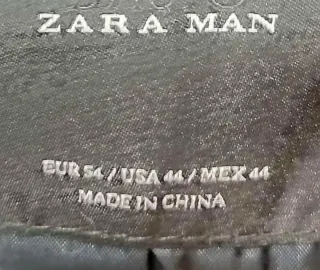 ZARA MAN
EUR 54 / USA 44 / MEX 44
MADE IN CHINA